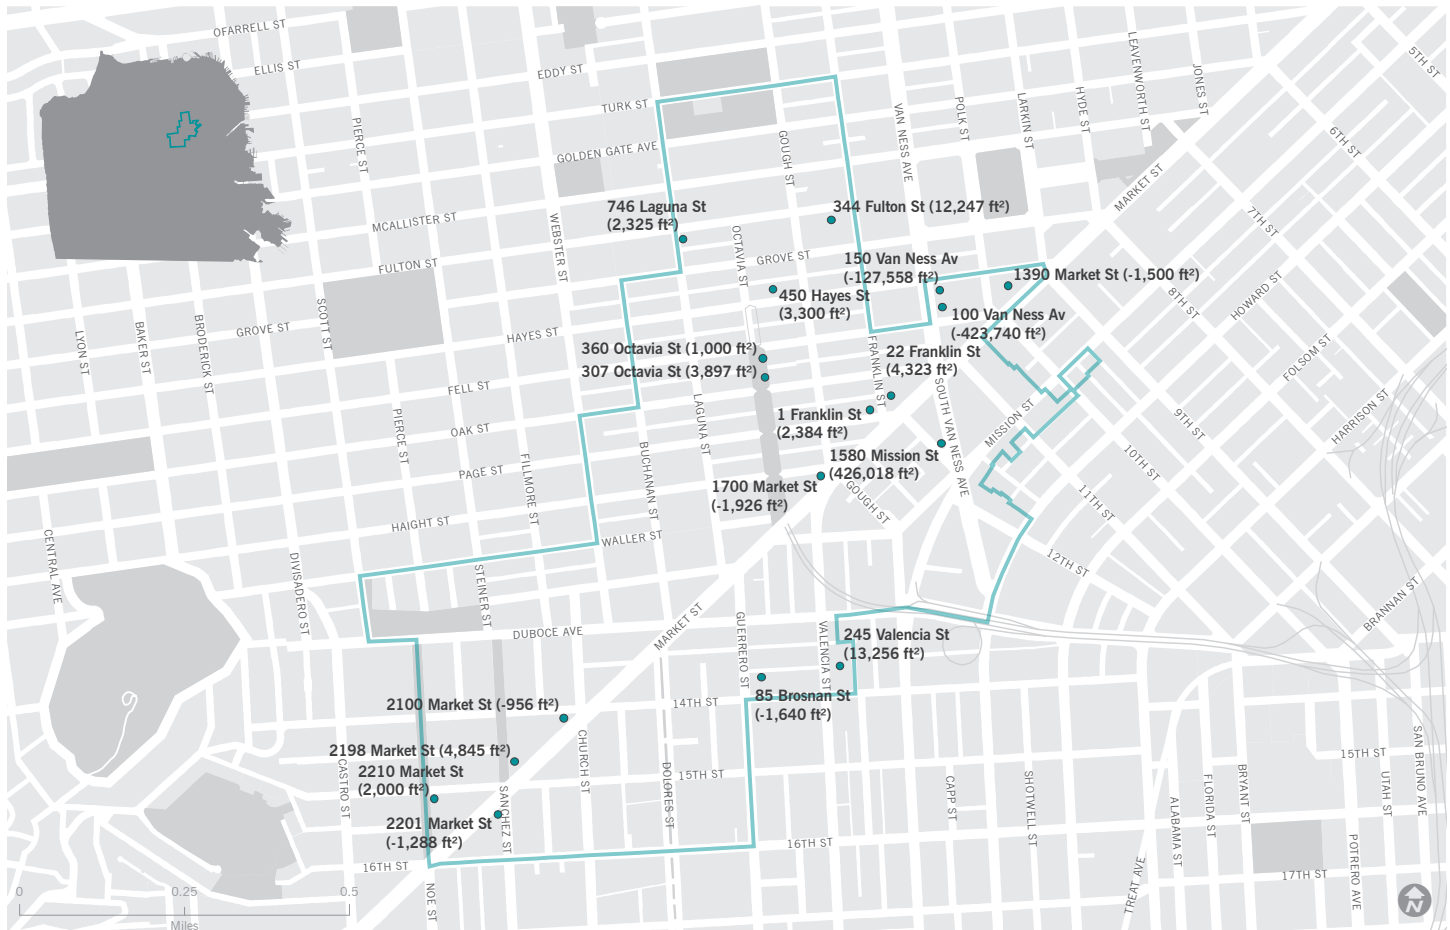 OFARRELL ST
ELLIS ST
EDDY ST
TURK ST
GOLDEN GATE AVE
MCALLISTER ST
FULTON ST
GROVE ST
HAYES ST
FELL ST
OAK ST
PAGE ST
HAIGHT ST
WALLER ST
DUBOCE AVE
14TH ST
15TH ST
16TH ST
16TH ST
15TH ST
17TH ST
GROVE ST
PIERCE ST
WEBSTER ST
GOUGH ST
OCTAVIA ST
VAN NESS AVE
POLK ST
LARKIN ST
HYDE ST
LEAVENWORTH ST
JONES ST
5TH ST
6TH ST
7TH ST
8TH ST
9TH ST
10TH ST
11TH ST
12TH ST
MARKET ST
HOWARD ST
FOLSOM ST
HARRISON ST
BRANNAN ST
MISSION ST
SOUTH VAN NESS AVE
FRANKLIN ST
GOUGH ST
LYON ST
BAKER ST
BRODERICK ST
SCOTT ST
PIERCE ST
FILLMORE ST
BUCHANAN ST
LAGUNA ST
CENTRAL AVE
DIVISADERO ST
STEINER ST
MARKET ST
GUERRERO ST
VALENCIA ST
CASTRO ST
SANCHEZ ST
CHURCH ST
DOLORES ST
NOE ST
CAPP ST
SHOTWELL ST
TREAT AVE
ALABAMA ST
FLORIDA ST
BRYANT ST
POTRERO AVE
UTAH ST
SAN BRUNO AVE
746 Laguna St
(2,325 ft²)
344 Fulton St (12,247 ft²)
150 Van Ness Av
(-127,558 ft²)
1390 Market St (-1,500 ft²)
450 Hayes St
(3,300 ft²)
100 Van Ness Av
(-423,740 ft²)
360 Octavia St (1,000 ft²)
307 Octavia St (3,897 ft²)
22 Franklin St
(4,323 ft²)
1 Franklin St
(2,384 ft²)
1580 Mission St
(426,018 ft²)
1700 Market St
(-1,926 ft²)
245 Valencia St
(13,256 ft²)
85 Brosnan St
(-1,640 ft²)
2100 Market St (-956 ft²)
2198 Market St (4,845 ft²)
2210 Market St
(2,000 ft²)
2201 Market St
(-1,288 ft²)
0 0.25 0.5
Miles
N